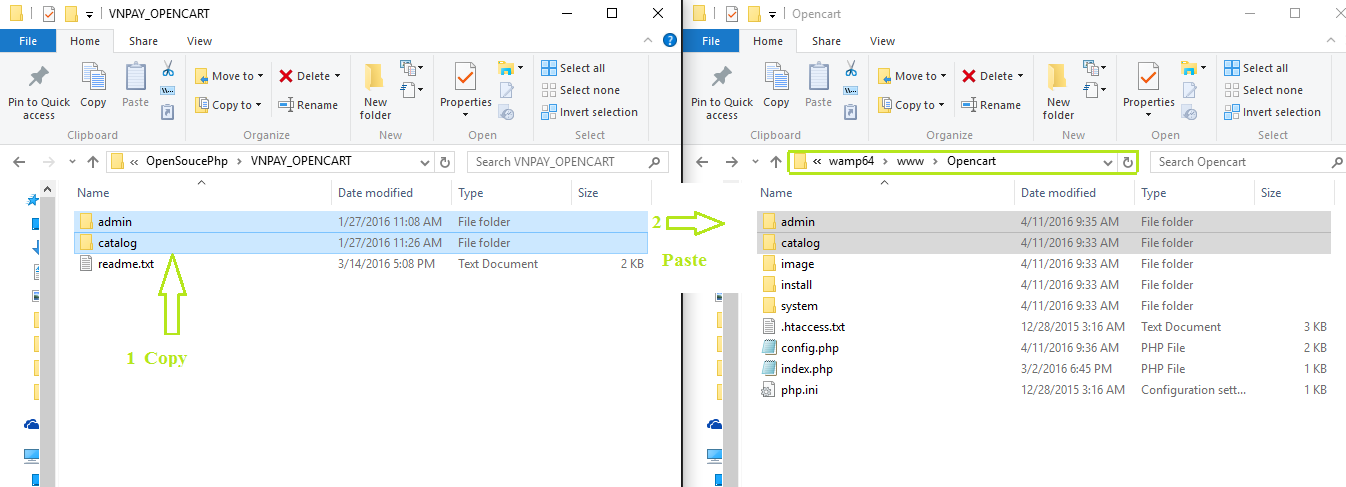 VNPAY_OPENCART
File Home Share View
Pin to Quick access
Copy
Paste
Move to
Copy to
Delete
Rename
New folder
Properties
Select all
Select none
Invert selection
Clipboard Organize New Open Select
« OpenSoucePhp > VNPAY_OPENCART
Search VNPAY_OPENCART
Name Date modified Type Size
admin 1/27/2016 11:08 AM File folder
catalog 1/27/2016 11:26 AM File folder
readme.txt 3/14/2016 5:08 PM Text Document 2 KB
1 Copy
2
Paste
Opencart
File Home Share View
Pin to Quick access
Copy
Paste
Move to
Copy to
Delete
Rename
New folder
Properties
Select all
Select none
Invert selection
Clipboard Organize New Open Select
« wamp64 > www > Opencart
Search Opencart
Name Date modified Type Size
admin 4/11/2016 9:35 AM File folder
catalog 4/11/2016 9:33 AM File folder
image 4/11/2016 9:33 AM File folder
install 4/11/2016 9:33 AM File folder
system 4/11/2016 9:33 AM File folder
.htaccess.txt 12/28/2015 3:16 AM Text Document 3 KB
config.php 4/11/2016 9:36 AM PHP File 2 KB
index.php 3/2/2016 6:45 PM PHP File 1 KB
php.ini 12/28/2015 3:16 AM Configuration sett... 1 KB